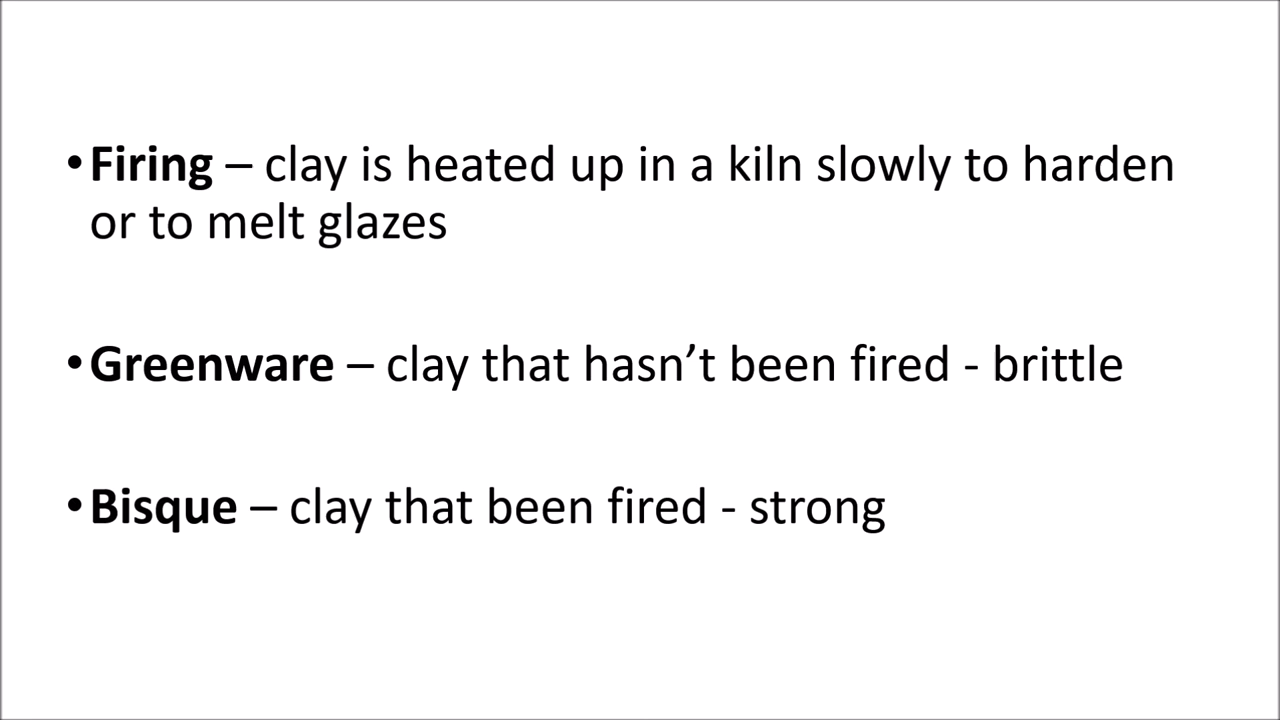 •Firing – clay is heated up in a kiln slowly to harden
or to melt glazes
•Greenware – clay that hasn’t been fired - brittle
•Bisque – clay that been fired - strong